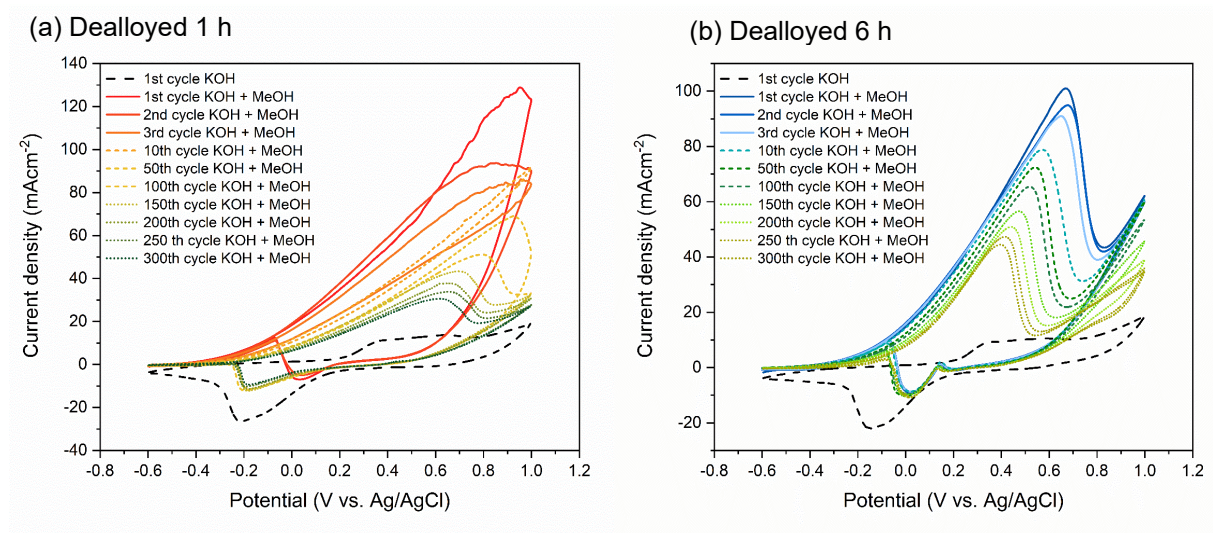 (a) Dealloyed 1 h
140
120
100
80
60
40
20
0
-20
-40
-0.8 -0.6 -0.4 -0.2 0.0 0.2 0.4 0.6 0.8 1.0 1.2
Current density (mAcm-2)
Potential (V vs. Ag/AgCl)
1st cycle KOH
1st cycle KOH + MeOH
2nd cycle KOH + MeOH
3rd cycle KOH + MeOH
10th cycle KOH + MeOH
50th cycle KOH + MeOH
100th cycle KOH + MeOH
150th cycle KOH + MeOH
200th cycle KOH + MeOH
250 th cycle KOH + MeOH
300th cycle KOH + MeOH
(b) Dealloyed 6 h
100
80
60
40
20
0
-20
-0.8 -0.6 -0.4 -0.2 0.0 0.2 0.4 0.6 0.8 1.0 1.2
Current density (mAcm-2)
Potential (V vs. Ag/AgCl)
1st cycle KOH
1st cycle KOH + MeOH
2nd cycle KOH + MeOH
3rd cycle KOH + MeOH
10th cycle KOH + MeOH
50th cycle KOH + MeOH
100th cycle KOH + MeOH
150th cycle KOH + MeOH
200th cycle KOH + MeOH
250 th cycle KOH + MeOH
300th cycle KOH + MeOH